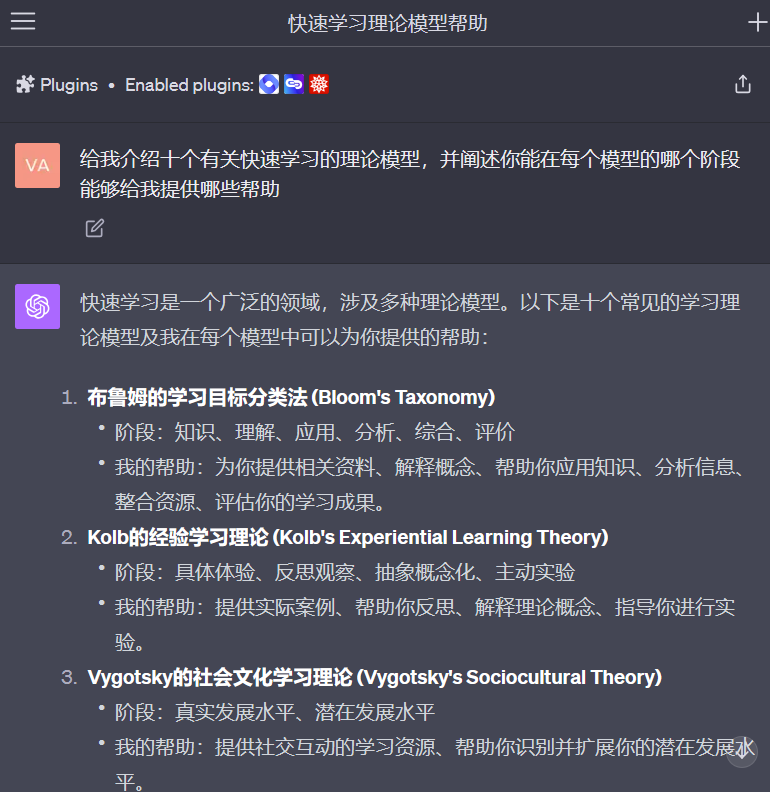 快速学习理论模型帮助
Plugins • Enabled plugins:
VA
给我介绍十个有关快速学习的理论模型，并阐述你能在每个模型的哪个阶段
能够给我提供哪些帮助
快速学习是一个广泛的领域，涉及多种理论模型。以下是十个常见的学习理
论模型及我在每个模型中可以为你提供的帮助：
1. 布鲁姆的学习目标分类法 (Bloom's Taxonomy)
• 阶段：知识、理解、应用、分析、综合、评价
• 我的帮助：为你提供相关资料、解释概念、帮助你应用知识、分析信息、
整合资源、评估你的学习成果。
2. Kolb的经验学习理论 (Kolb's Experiential Learning Theory)
• 阶段：具体体验、反思观察、抽象概念化、主动实验
• 我的帮助：提供实际案例、帮助你反思、解释理论概念、指导你进行实
验。
3. Vygotsky的社会文化学习理论 (Vygotsky's Sociocultural Theory)
• 阶段：真实发展水平、潜在发展水平
• 我的帮助：提供社交互动的学习资源、帮助你识别并扩展你的潜在发展水
平。